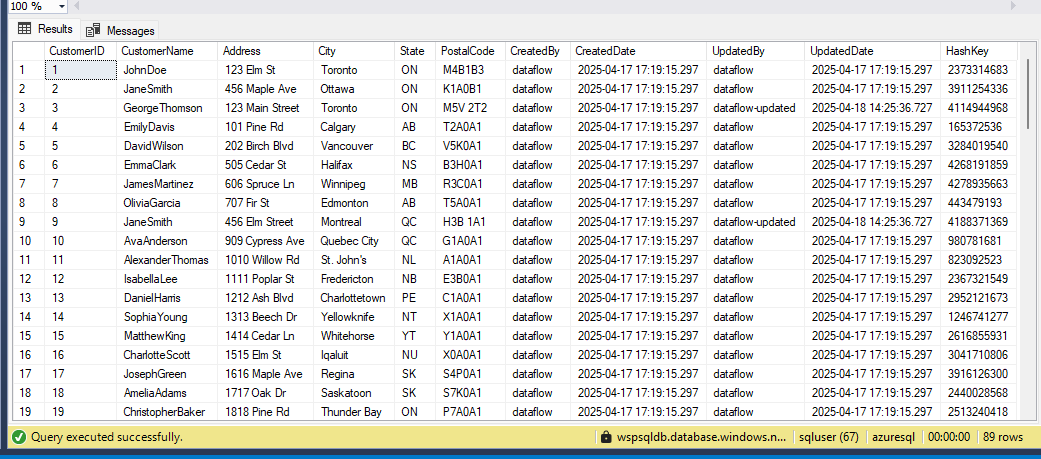 100 %
Results Messages
CustomerID CustomerName Address City State PostalCode CreatedBy CreatedDate UpdatedBy UpdatedDate HashKey
1 1 JohnDoe 123 Elm St Toronto ON M4B1B3 dataflow 2025-04-17 17:19:15.297 dataflow 2025-04-17 17:19:15.297 2373314683
2 2 JaneSmith 456 Maple Ave Ottawa ON K1A0B1 dataflow 2025-04-17 17:19:15.297 dataflow 2025-04-17 17:19:15.297 3911254336
3 3 GeorgeThomson 123 Main Street Toronto ON M5V 2T2 dataflow 2025-04-17 17:19:15.297 dataflow-updated 2025-04-18 14:25:36.727 4114944968
4 4 EmilyDavis 101 Pine Rd Calgary AB T2A0A1 dataflow 2025-04-17 17:19:15.297 dataflow 2025-04-17 17:19:15.297 165372536
5 5 DavidWilson 202 Birch Blvd Vancouver BC V5K0A1 dataflow 2025-04-17 17:19:15.297 dataflow 2025-04-17 17:19:15.297 3284019540
6 6 EmmaClark 505 Cedar St Halifax NS B3H0A1 dataflow 2025-04-17 17:19:15.297 dataflow 2025-04-17 17:19:15.297 4268191859
7 7 JamesMartinez 606 Spruce Ln Winnipeg MB R3C0A1 dataflow 2025-04-17 17:19:15.297 dataflow 2025-04-17 17:19:15.297 4278935663
8 8 OliviaGarcia 707 Fir St Edmonton AB T5A0A1 dataflow 2025-04-17 17:19:15.297 dataflow 2025-04-17 17:19:15.297 443479193
9 9 JaneSmith 456 Elm Street Montreal QC H3B 1A1 dataflow 2025-04-17 17:19:15.297 dataflow-updated 2025-04-18 14:25:36.727 4188371369
10 10 AvaAnderson 909 Cypress Ave Quebec City QC G1A0A1 dataflow 2025-04-17 17:19:15.297 dataflow 2025-04-17 17:19:15.297 980781681
11 11 AlexanderThomas 1010 Willow Rd St. John's NL A1A0A1 dataflow 2025-04-17 17:19:15.297 dataflow 2025-04-17 17:19:15.297 823092523
12 12 IsabellaLee 1111 Poplar St Fredericton NB E3B0A1 dataflow 2025-04-17 17:19:15.297 dataflow 2025-04-17 17:19:15.297 2367321549
13 13 DanielHarris 1212 Ash Blvd Charlottetown PE C1A0A1 dataflow 2025-04-17 17:19:15.297 dataflow 2025-04-17 17:19:15.297 2952121673
14 14 SophiaYoung 1313 Beech Dr Yellowknife NT X1A0A1 dataflow 2025-04-17 17:19:15.297 dataflow 2025-04-17 17:19:15.297 1246741277
15 15 MatthewKing 1414 Cedar Ln Whitehorse YT Y1A0A1 dataflow 2025-04-17 17:19:15.297 dataflow 2025-04-17 17:19:15.297 2616855931
16 16 CharlotteScott 1515 Elm St Iqaluit NU X0A0A1 dataflow 2025-04-17 17:19:15.297 dataflow 2025-04-17 17:19:15.297 3041710806
17 17 JosephGreen 1616 Maple Ave Regina SK S4P0A1 dataflow 2025-04-17 17:19:15.297 dataflow 2025-04-17 17:19:15.297 3916126300
18 18 AmeliaAdams 1717 Oak Dr Saskatoon SK S7K0A1 dataflow 2025-04-17 17:19:15.297 dataflow 2025-04-17 17:19:15.297 2440028568
19 19 ChristopherBaker 1818 Pine Rd Thunder Bay ON P7A0A1 dataflow 2025-04-17 17:19:15.297 dataflow 2025-04-17 17:19:15.297 2513240418
Query executed successfully. wspsqldb.database.windows.n... sqluser (67) azuresql 00:00:00 89 rows